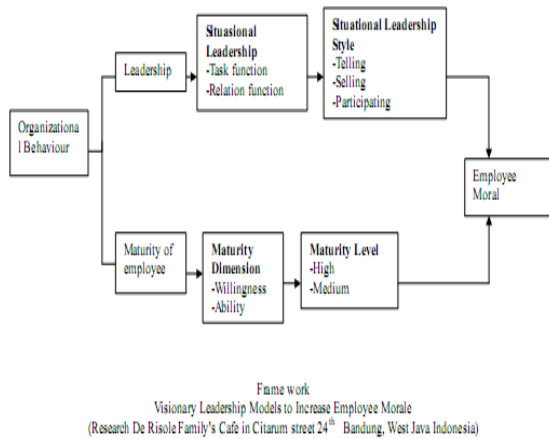 Situasional
Leadership
-Task function
-Relation function
Situational Leadership
Style
-Telling
-Selling
-Participating
Leadership
Organizationa
l Behaviour
Employee
Moral
Maturity of
employee
Maturity
Dimension
-Willingness
-Ability
Maturity Level
-High
-Medium
Frame work
Visionary Leadership Models to Increase Employee Morale
(Research De Risole Family's Cafe in Citarum street 24th Bandung, West Java Indonesia)